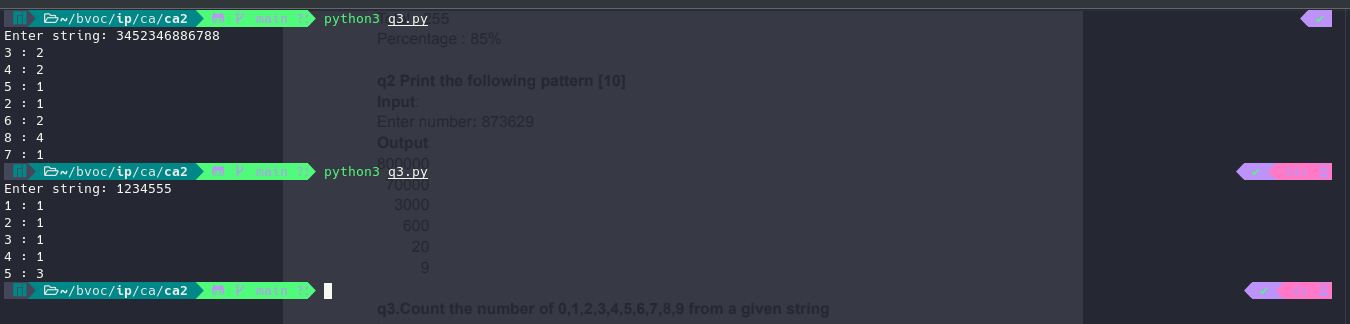 ~/bvoc/ip/ca/ca2 main ?3 python3 q3.py
255
Enter string: 3452346886788
Percentage : 85%
3 : 2
4 : 2
q2 Print the following pattern [10]
5 : 1
Input:
2 : 1
Enter number: 873629
6 : 2
Output
8 : 4
7 : 1
800000
~/bvoc/ip/ca/ca2 main ?3 python3 q3.py
70000
Enter string: 1234555
3000
1 : 1
600
2 : 1
3 : 1
20
4 : 1
9
5 : 3
~/bvoc/ip/ca/ca2 main ?3
q3.Count the number of 0,1,2,3,4,5,6,7,8,9 from a given string